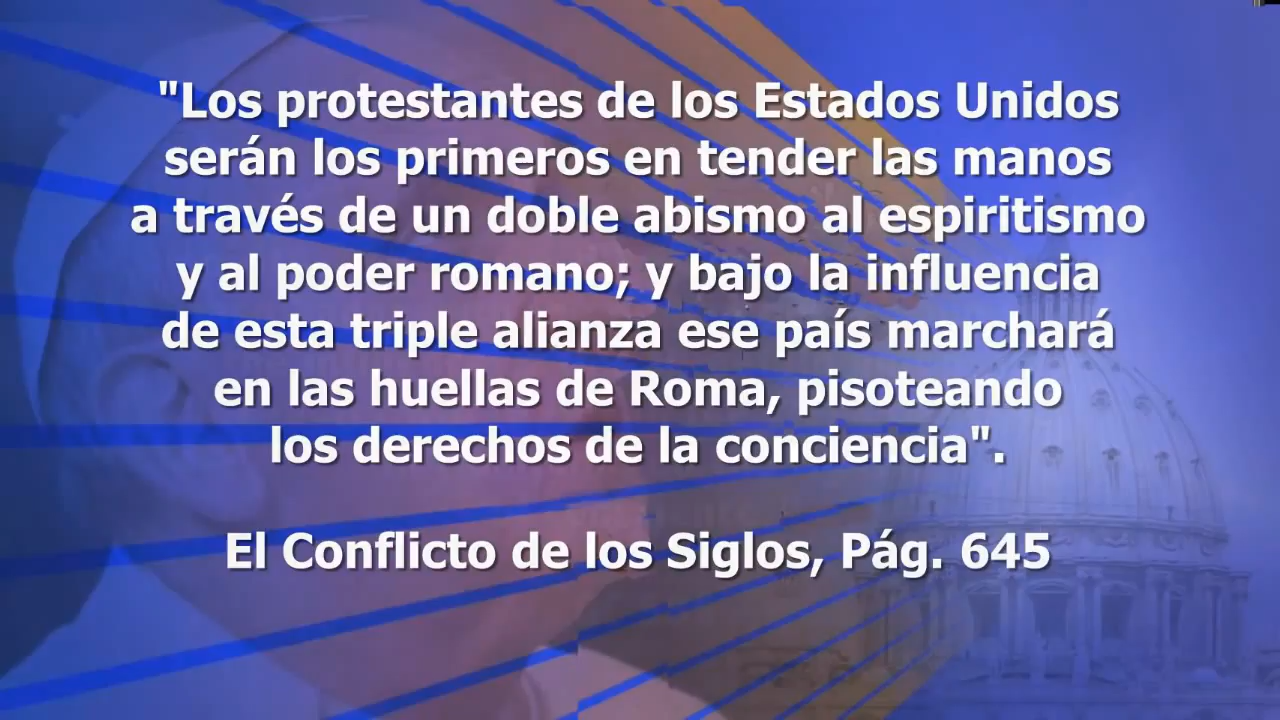 "Los protestantes de los Estados Unidos
serán los primeros en tender las manos
a través de un doble abismo al espiritismo
y al poder romano; y bajo la influencia
de esta triple alianza ese país marchará
en las huellas de Roma, pisoteando
los derechos de la conciencia".
El Conflicto de los Siglos, Pág. 645